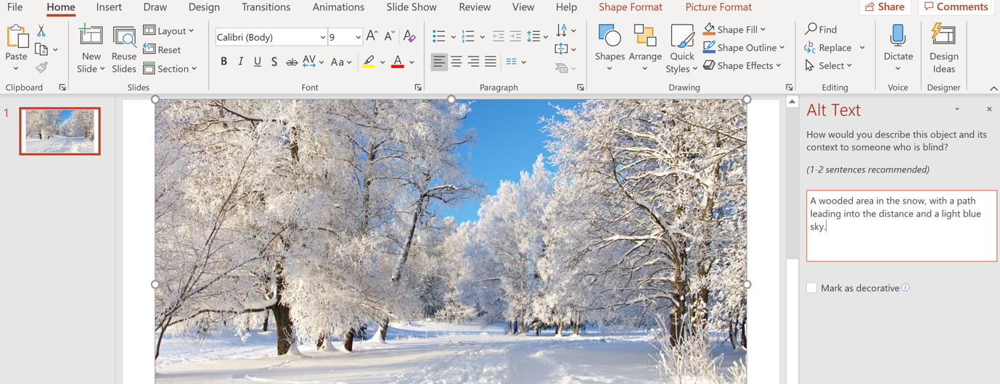 File Home Insert Draw Design Transitions Animations Slide Show Review View Help Shape Format Picture Format Share Comments
Paste
New
Slide
Reuse
Slides
Layout
Reset
Section
Calibri (Body) 9 A A A
B I U S ab AV Aa A
Shapes
Arrange
Quick
Styles
Shape Fill
Shape Outline
Shape Effects
Find
Replace
Select
Dictate
Design
Ideas
Clipboard Slides Font Paragraph Drawing Editing Voice Designer
1
Alt Text
How would you describe this object and its
context to someone who is blind?
(1-2 sentences recommended)
A wooded area in the snow, with a path
leading into the distance and a light blue
sky.
Mark as decorative